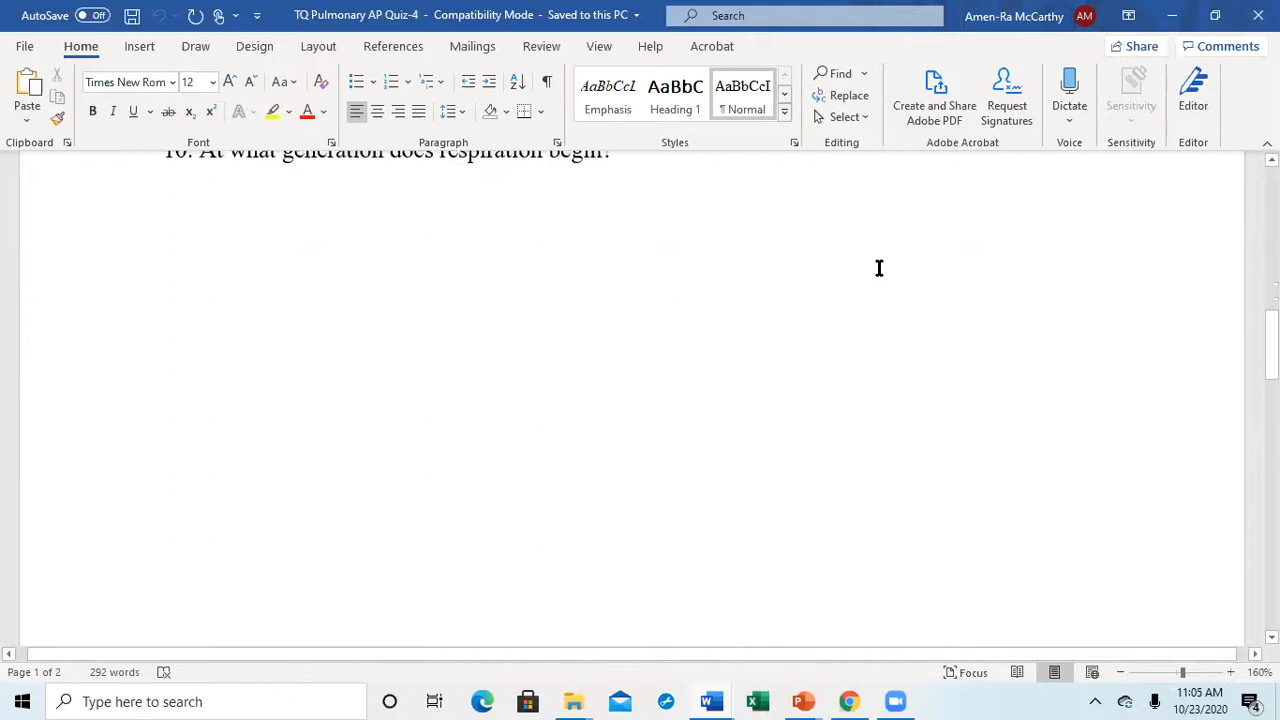 AutoSave Off TQ Pulmonary AP Quiz-4 - Compatibility Mode - Saved to this PC Search Amen-Ra McCarthy AM
File Home Insert Draw Design Layout References Mailings Review View Help Acrobat Share Comments
Paste Times New Rom 12 Aa AaBbCcI AaBbC AaBbCcI Find Replace Select Create and Share Adobe PDF Request Signatures Dictate Sensitivity Editor
Emphasis Heading 1 ¶ Normal
Clipboard Font Paragraph Styles Editing Adobe Acrobat Voice Sensitivity Editor
10. At what generation does respiration begin?
Page 1 of 2 292 words Focus 160%
Type here to search 11:05 AM
10/23/2020 4